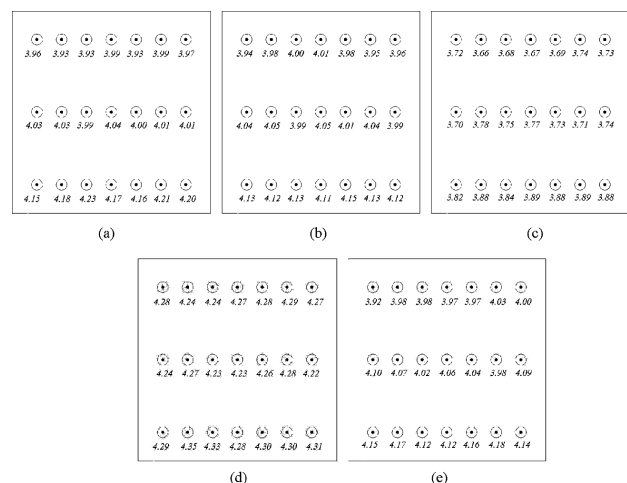 3.96 3.93 3.93 3.99 3.93 3.99 3.97
4.03 4.03 3.99 4.04 4.00 4.01 4.01
4.15 4.18 4.23 4.17 4.16 4.21 4.20
(a)
3.94 3.98 4.00 4.01 3.98 3.95 3.96
4.04 4.05 3.99 4.05 4.01 4.04 3.99
4.13 4.12 4.13 4.11 4.15 4.13 4.12
(b)
3.72 3.66 3.68 3.67 3.69 3.74 3.73
3.70 3.78 3.75 3.77 3.73 3.71 3.74
3.82 3.88 3.84 3.89 3.88 3.89 3.88
(c)
4.28 4.24 4.24 4.27 4.28 4.29 4.27
4.24 4.27 4.23 4.23 4.26 4.28 4.22
4.29 4.35 4.33 4.28 4.30 4.30 4.31
(d)
3.92 3.98 3.98 3.97 3.97 4.03 4.00
4.10 4.07 4.02 4.06 4.04 3.98 4.09
4.15 4.17 4.12 4.12 4.16 4.18 4.14
(e)